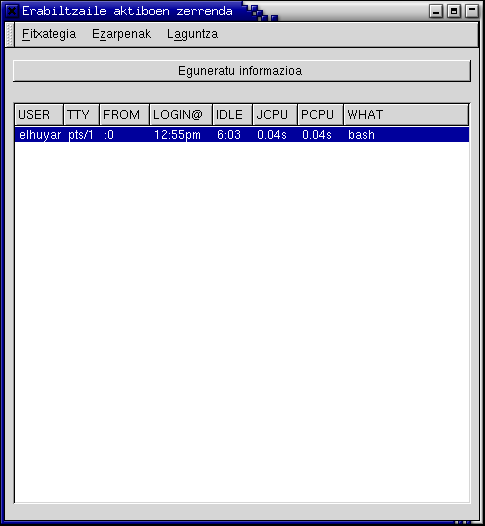 Erabiltzaile aktiboen zerrenda
Fitxategia Ezarpenak Laguntza
Eguneratu informazioa
USER TTY FROM LOGIN@ IDLE JCPU PCPU WHAT
elhuyar pts/1 :0 12:55pm 6:03 0.04s 0.04s bash